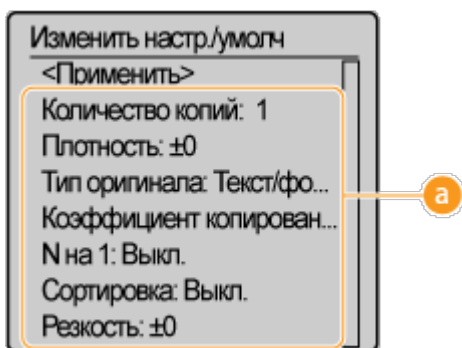 Изменить настр./умолч
<Применить>
Количество копий: 1
Плотность: ±0
Тип оригинала: Текст/фо...
Коэффициент копирован...
N на 1: Выкл.
Сортировка: Выкл.
Резкость: ±0
a